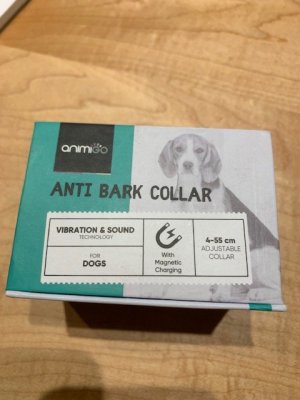 animigo
ANTI BARK COLLAR
VIBRATION & SOUND
TECHNOLOGY
FOR
DOGS
With
Magnetic
Charging
4-55 cm
ADJUSTABLE
COLLAR